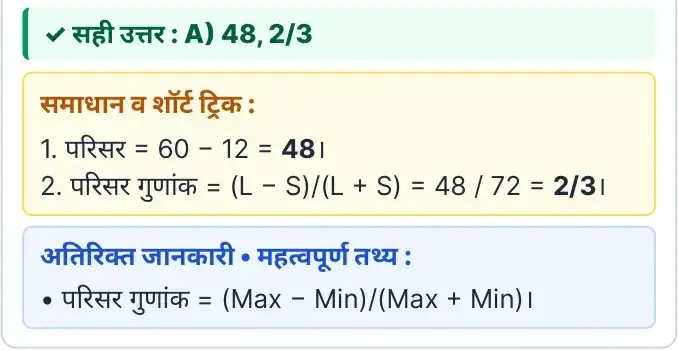 ✓ सही उत्तर : A) 48, 2/3
समाधान व शॉर्ट ट्रिक :
1. परिसर = 60 − 12 = 48।
2. परिसर गुणांक = (L − S)/(L + S) = 48 / 72 = 2/3।
अतिरिक्त जानकारी • महत्वपूर्ण तथ्य :
• परिसर गुणांक = (Max − Min)/(Max + Min)।